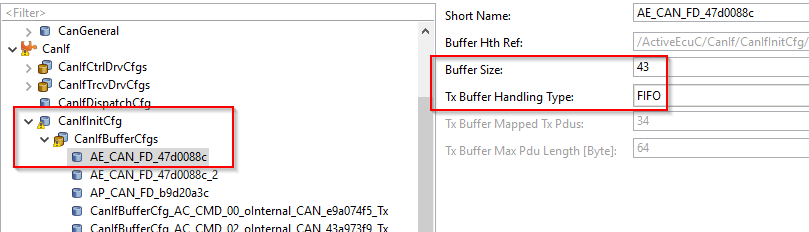 <Filter>
CanGeneral
CanIf
CanIfCtrlDrvCfgs
CanIfTrcvDrvCfgs
CanIfDispatchCfg
CanIfInitCfg
CanIfBufferCfgs
AE_CAN_FD_47d0088c
AE_CAN_FD_47d0088c_2
AP_CAN_FD_b9d20a3c
CanIfBufferCfg_AC_CMD_00_oInternal_CAN_e9a074f5_Tx
CanIfBufferCfg_AC_CMD_02_oInternal_CAN_43a973f9_Tx
Short Name: AE_CAN_FD_47d0088c
Buffer Hth Ref: /ActiveEcuC/CanIf/CanIfInitCfg/
Buffer Size: 43
Tx Buffer Handling Type: FIFO
Tx Buffer Mapped Tx Pdus: 34
Tx Buffer Max Pdu Length [Byte]: 64